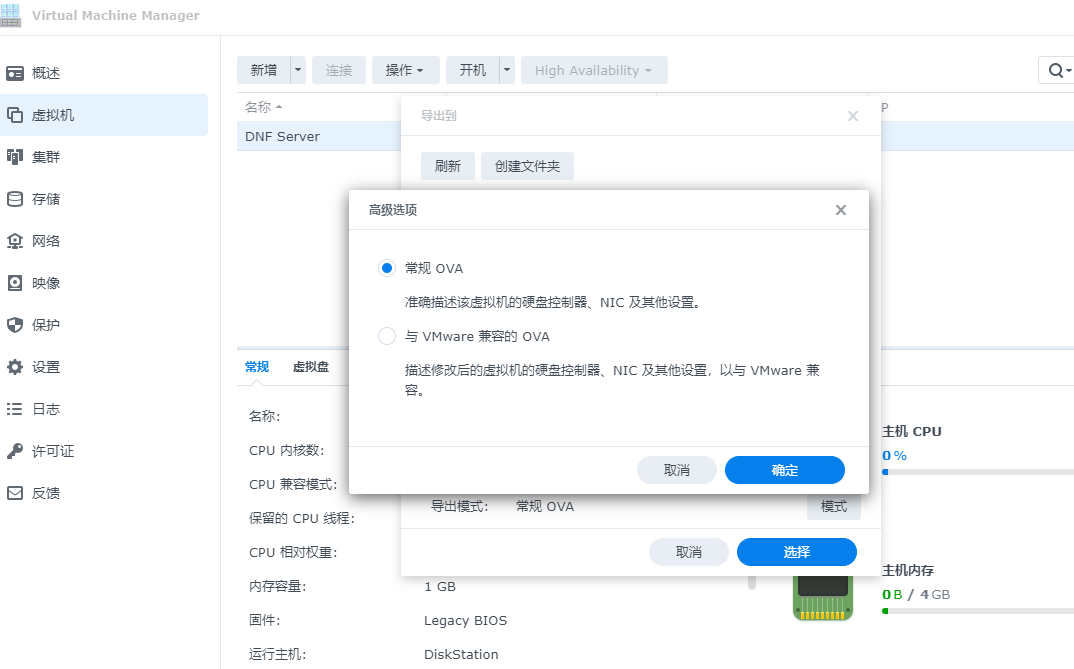 Virtual Machine Manager
概述
虚拟机
集群
存储
网络
映像
保护
设置
日志
许可证
反馈
新增
连接
操作
开机
High Availability
名称
P
DNF Server
导出到
刷新
创建文件夹
高级选项
常规 OVA
准确描述该虚拟机的硬盘控制器、NIC 及其他设置。
与 VMware 兼容的 OVA
描述修改后的虚拟机的硬盘控制器、NIC 及其他设置，以与 VMware 兼
容。
取消
确定
导出模式:
常规 OVA
模式
取消
选择
常规
虚拟盘
名称:
CPU 内核数:
CPU 兼容模式:
保留的 CPU 线程:
CPU 相对权重:
内存容量:
1 GB
固件:
Legacy BIOS
运行主机:
DiskStation
主机 CPU
0 %
主机内存
0 B / 4 GB